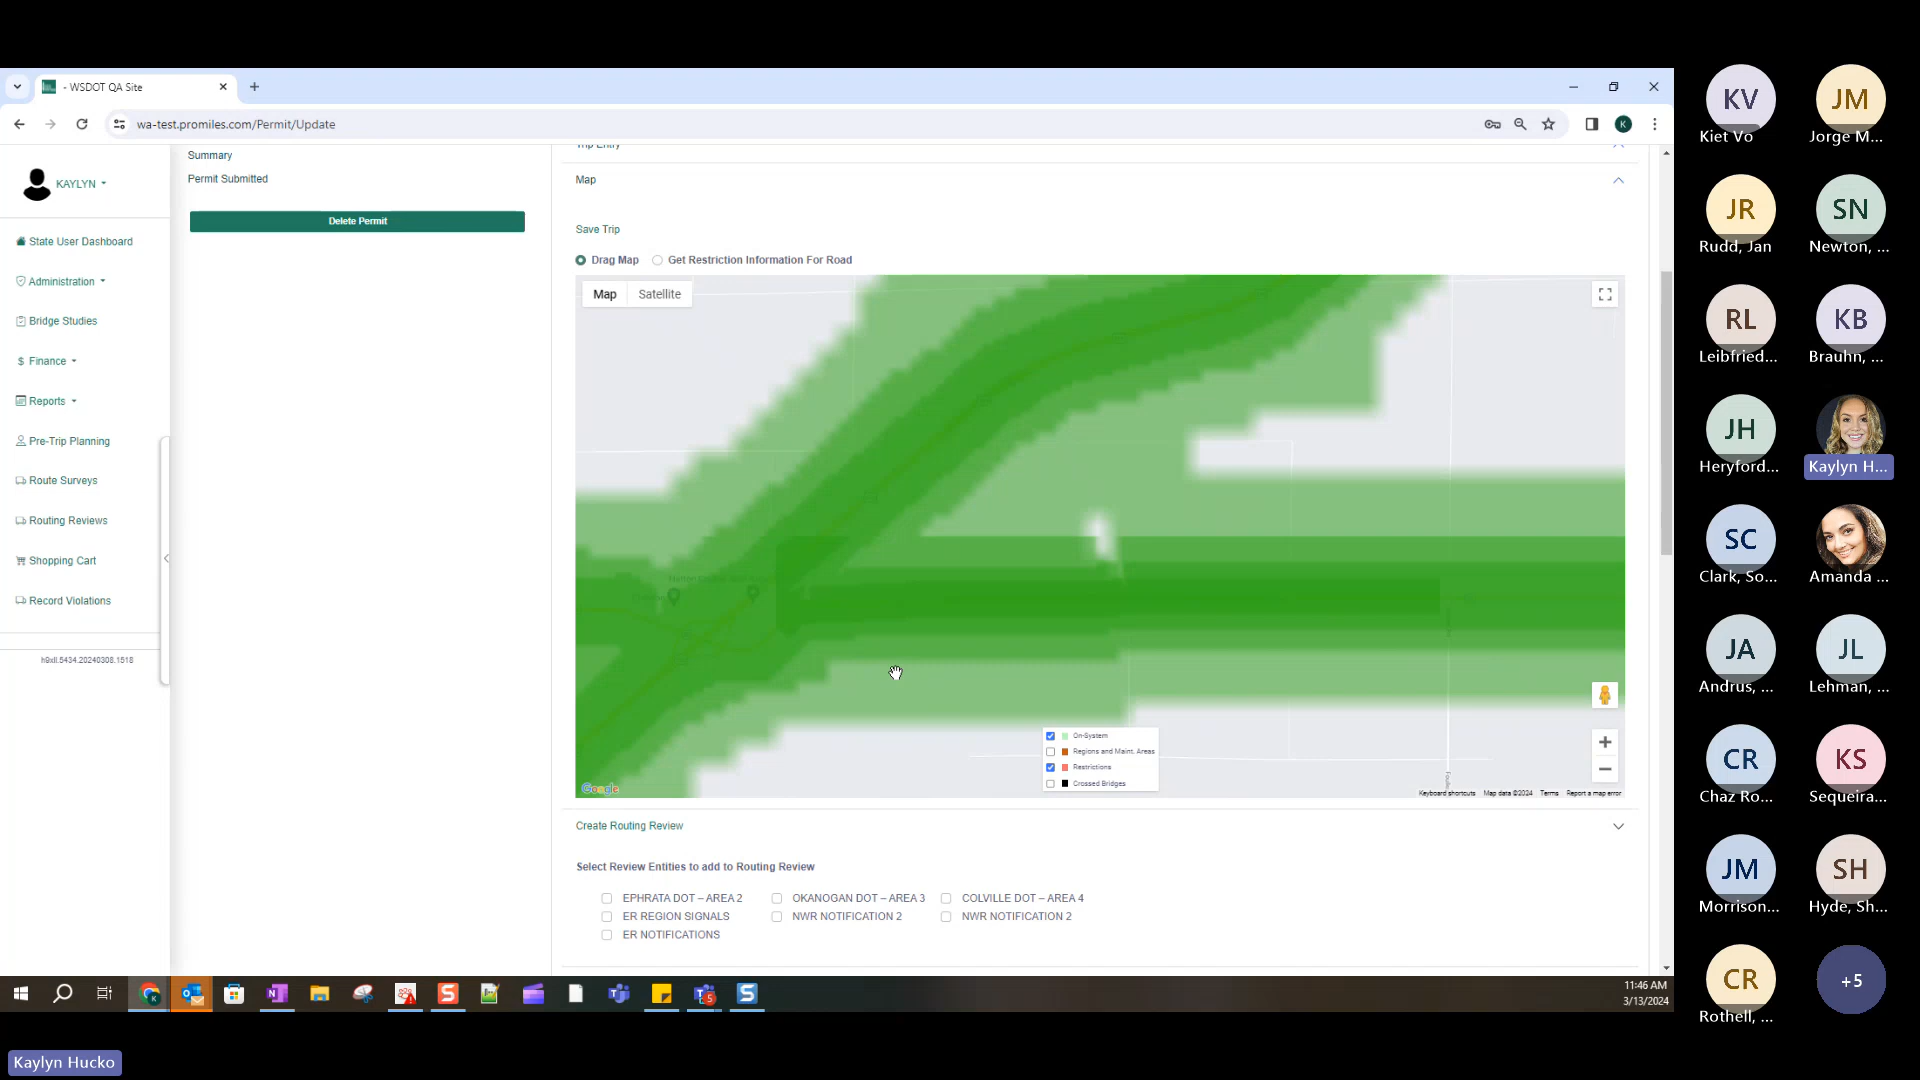 - WSDOT QA Site
wa-test.promiles.com/Permit/Update
K
KAYLYN
State User Dashboard
Administration
Bridge Studies
$ Finance
Reports
Pre-Trip Planning
Route Surveys
Routing Reviews
Shopping Cart
Record Violations
h9xll.5434.20240308.1518
Summary
Permit Submitted
Delete Permit
Trip Entry
Map
Save Trip
Drag Map
Get Restriction Information For Road
Map
Satellite
On-System
Regions and Maint. Areas
Restrictions
Crossed Bridges
Google
Keyboard shortcuts
Map data ©2024
Terms
Report a map error
Create Routing Review
Select Review Entities to add to Routing Review
EPHRATA DOT – AREA 2
OKANOGAN DOT – AREA 3
COLVILLE DOT – AREA 4
ER REGION SIGNALS
NWR NOTIFICATION 2
NWR NOTIFICATION 2
ER NOTIFICATIONS
11:46 AM
3/13/2024
KV
Kiet Vo
JM
Jorge M...
JR
Rudd, Jan
SN
Newton, ...
RL
Leibfried...
KB
Brauhn, ...
JH
Heryford...
Kaylyn H...
SC
Clark, So...
Amanda ...
JA
Andrus, ...
JL
Lehman, ...
CR
Chaz Ro...
KS
Sequeira...
JM
Morrison...
SH
Hyde, Sh...
CR
Rothell, ...
+5
Kaylyn Hucko